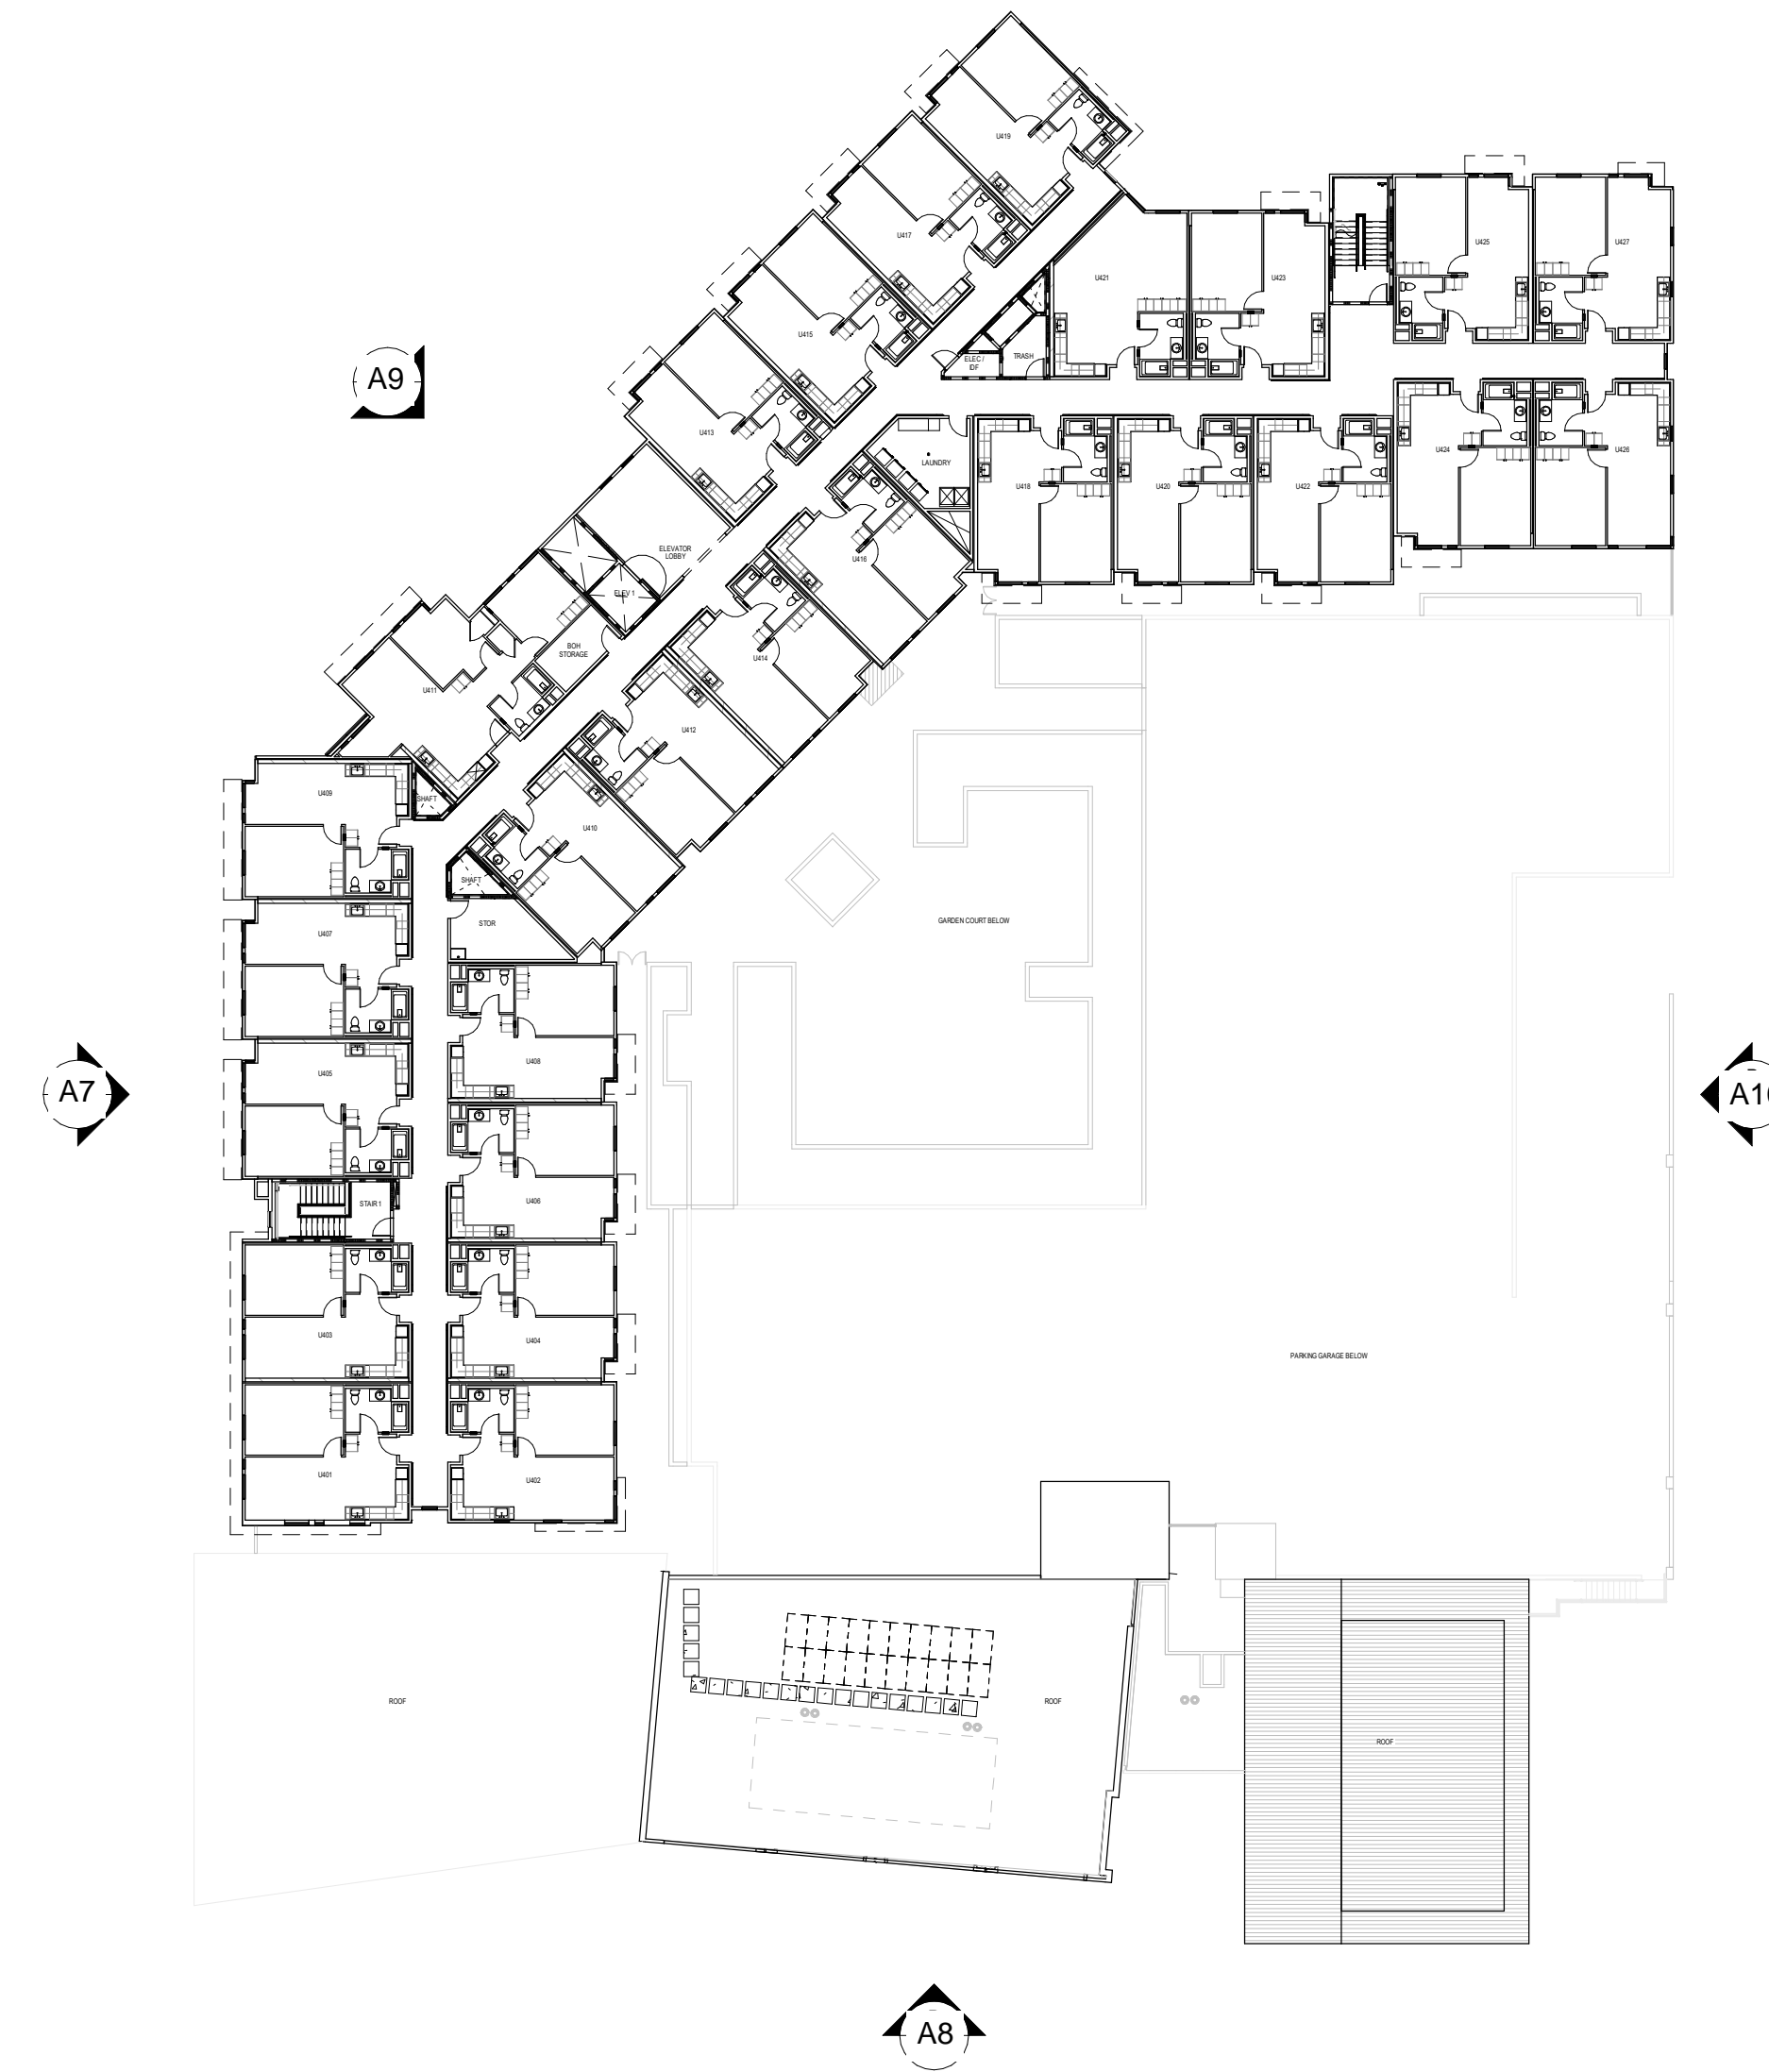 U419
U417
U425
U427
U421
U423
U415
ELEC /
IDF
TRASH
A9
U413
LAUNDRY
U424
U426
U418
U420
U422
ELEVATOR
LOBBY
U416
ELEV 1
BOH
STORAGE
U414
U411
U412
U409
SHAFT
U410
SHAFT
STOR
GARDEN COURT BELOW
U407
U408
U405
A7
A10
U406
STAIR 1
U403
U404
PARKING GARAGE BELOW
U401
U402
ROOF
ROOF
ROOF
A8